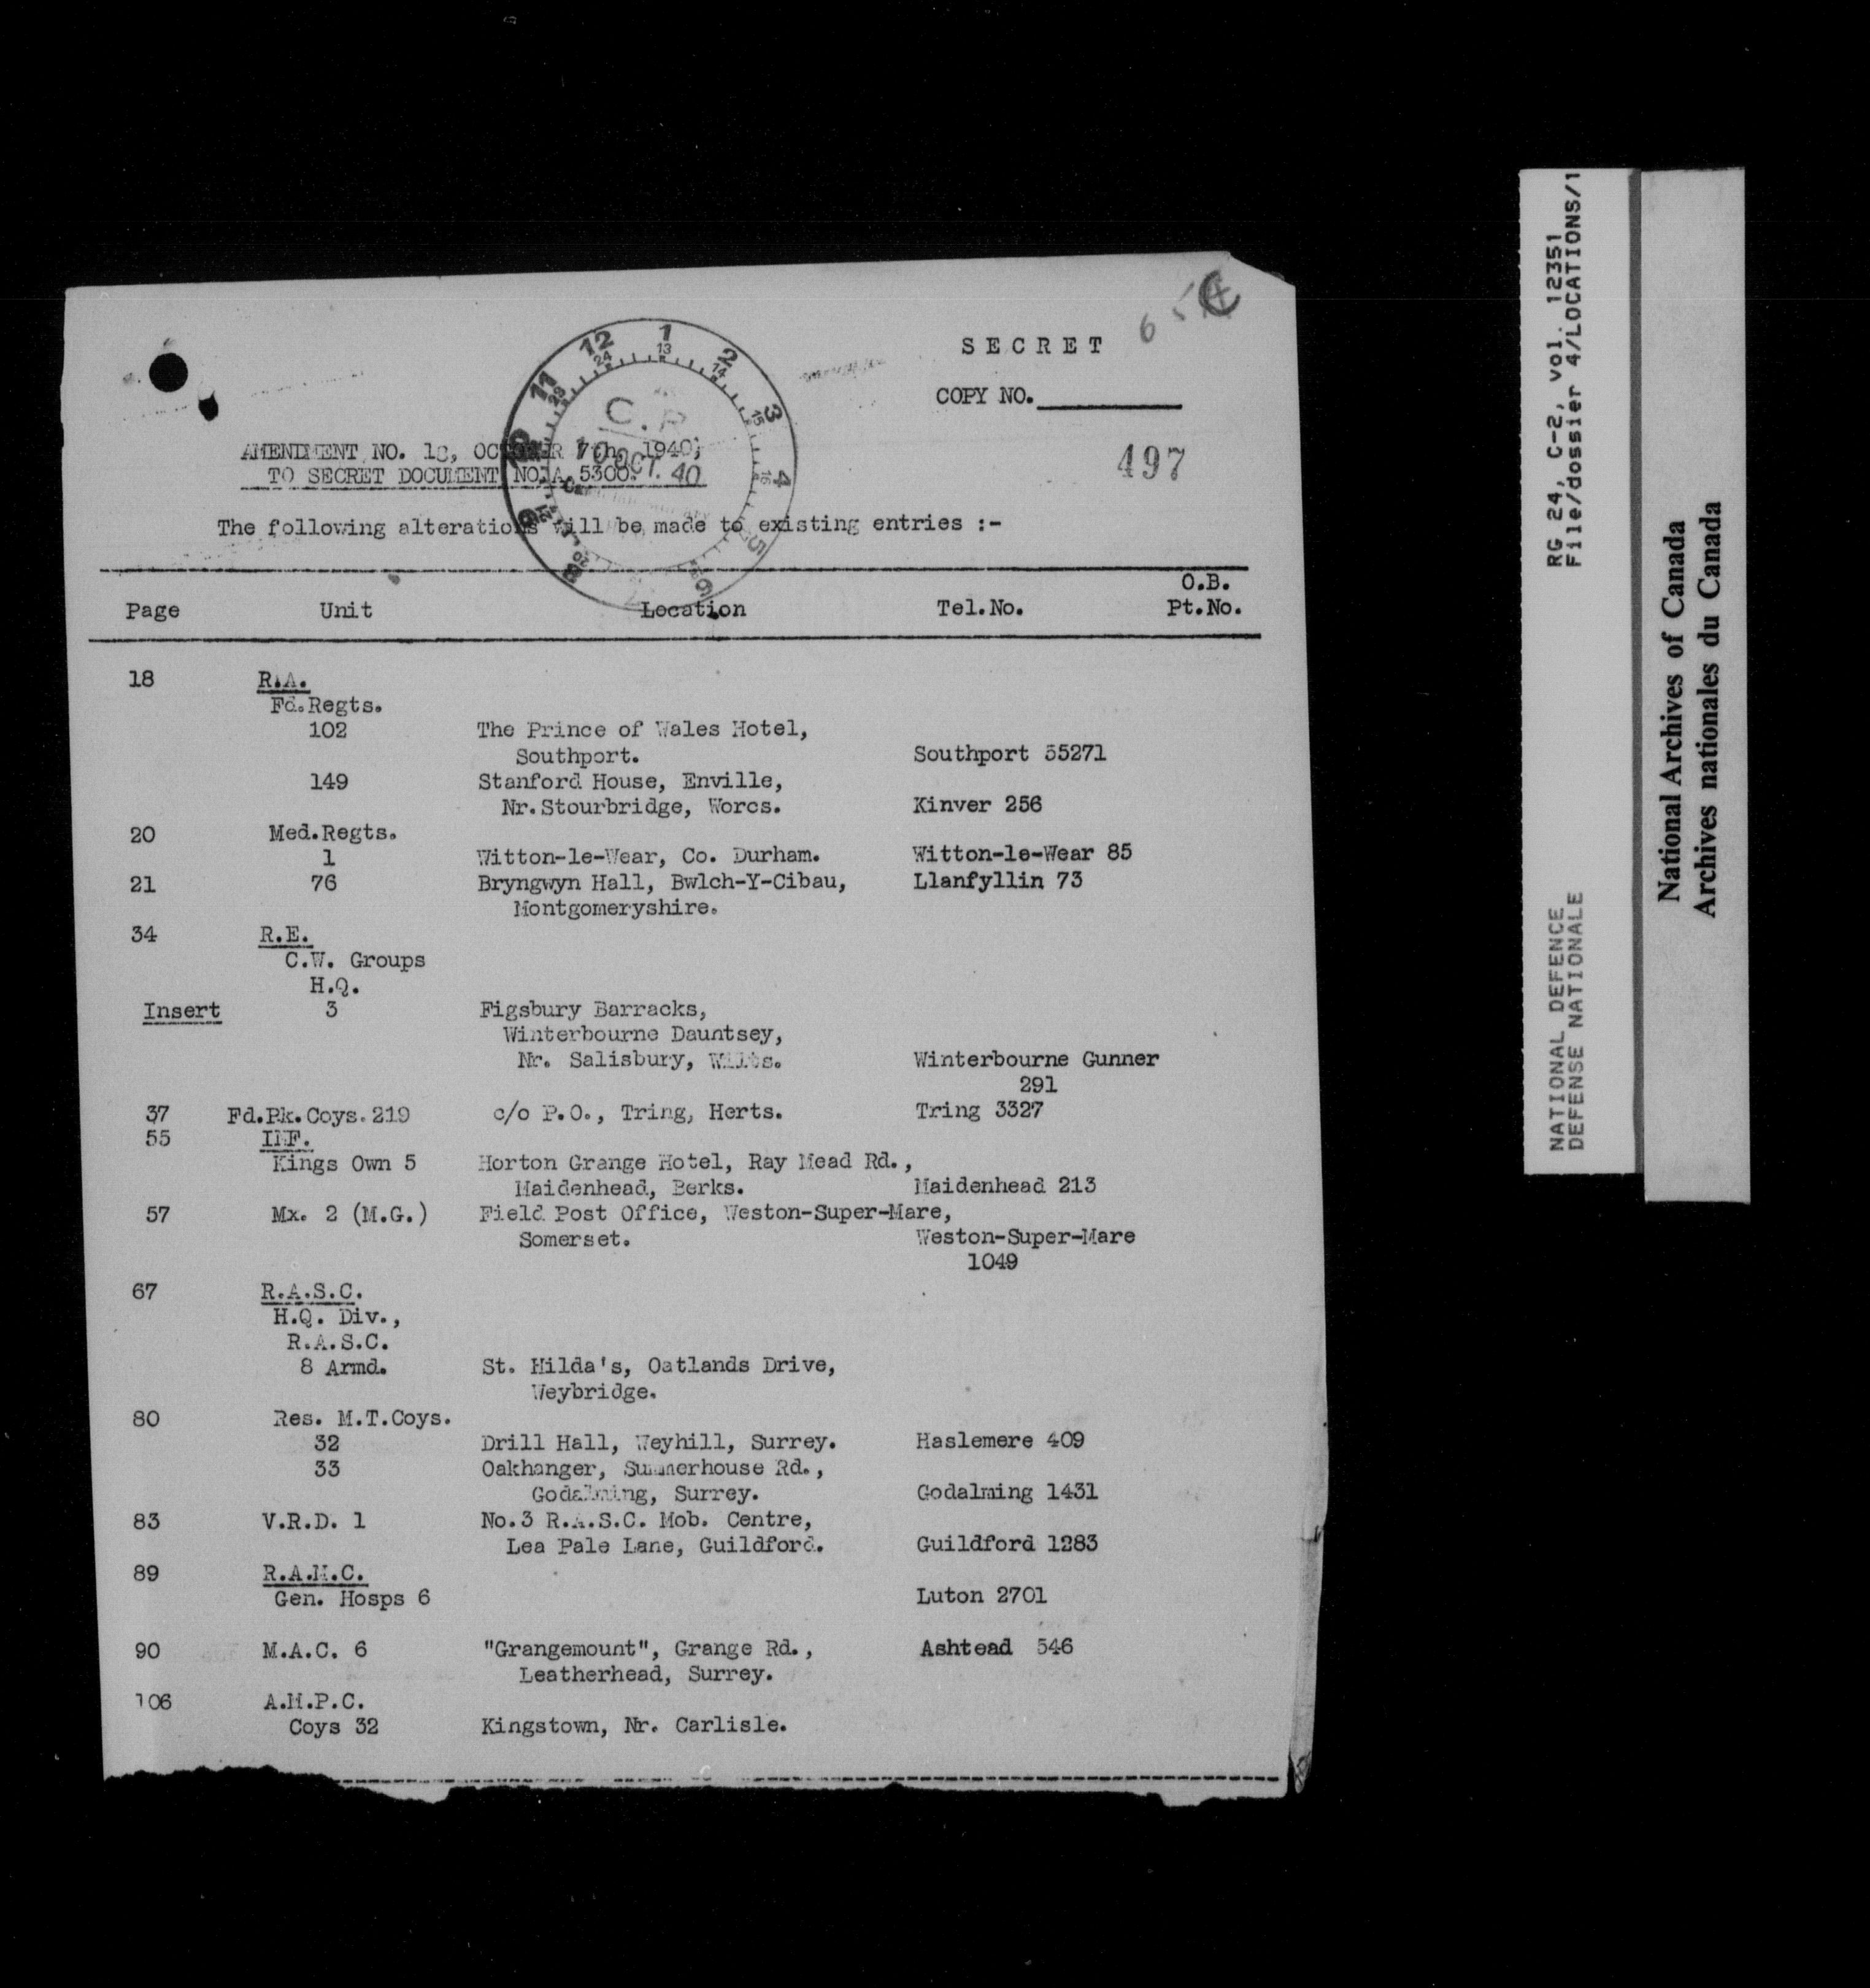 SECRET
COPY NO.
497
AMENDMENT NO. 18, OCTOBER 7th, 1940,
TO SECRET DOCUMENT NO. A. 5300.
C.P.
10 OCT. 40
The following alterations will be made to existing entries :-
O.B.
Page Unit Location Tel.No. Pt.No.
18 R.A.
Fd.Regts.
102 The Prince of Wales Hotel,
Southport. Southport 55271
149 Stanford House, Enville,
Nr.Stourbridge, Worcs. Kinver 256
20 Med.Regts.
1 Witton-le-Wear, Co. Durham. Witton-le-Wear 85
21 76 Bryngwyn Hall, Bwlch-Y-Cibau, Llanfyllin 73
Montgomeryshire.
34 R.E.
C.W. Groups
H.Q.
Insert 3 Figsbury Barracks,
Winterbourne Dauntsey,
Nr. Salisbury, Wilts. Winterbourne Gunner
291
37 Fd.Pk.Coys.219 c/o P.O., Tring, Herts. Tring 3327
55 INF.
Kings Own 5 Horton Grange Hotel, Ray Mead Rd.,
Maidenhead, Berks. Maidenhead 213
57 Mx. 2 (M.G.) Field Post Office, Weston-Super-Mare,
Somerset. Weston-Super-Mare
1049
67 R.A.S.C.
H.Q. Div.,
R.A.S.C.
8 Armd. St. Hilda's, Oatlands Drive,
Weybridge.
80 Res. M.T.Coys.
32 Drill Hall, Weyhill, Surrey. Haslemere 409
33 Oakhanger, Summerhouse Rd.,
Godalming, Surrey. Godalming 1431
83 V.R.D. 1 No.3 R.A.S.C. Mob. Centre,
Lea Pale Lane, Guildford. Guildford 1283
89 R.A.M.C.
Gen. Hosps 6 Luton 2701
90 M.A.C. 6 "Grangemount", Grange Rd., Ashtead 546
Leatherhead, Surrey.
106 A.M.P.C.
Coys 32 Kingstown, Nr. Carlisle.
RG 24, C-2, vol. 12351
File/dossier 4/LOCATIONS/1
NATIONAL DEFENCE
DEFENSE NATIONALE
National Archives of Canada
Archives nationales du Canada